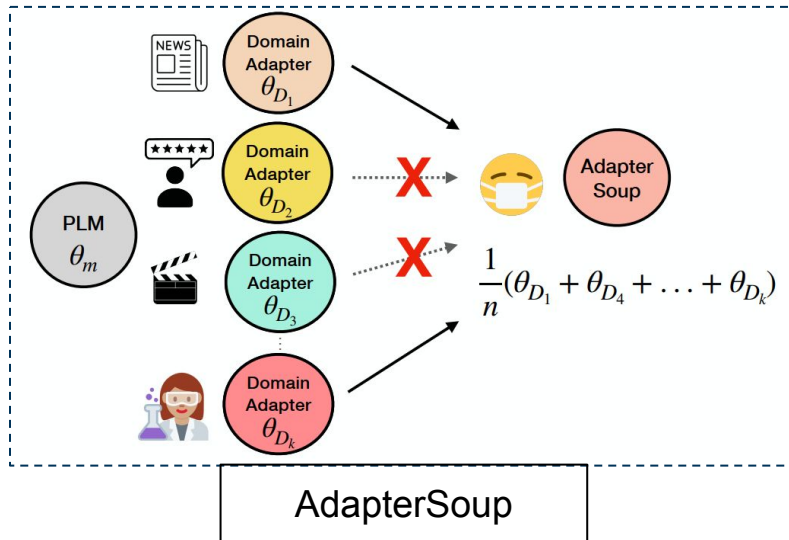 NEWS
Domain
Adapter
θ_{D_1}
Domain
Adapter
θ_{D_2}
X
Adapter
Soup
PLM
θ_m
Domain
Adapter
θ_{D_3}
X
\frac{1}{n}(θ_{D_1} + θ_{D_4} + … + θ_{D_k})
Domain
Adapter
θ_{D_k}
AdapterSoup